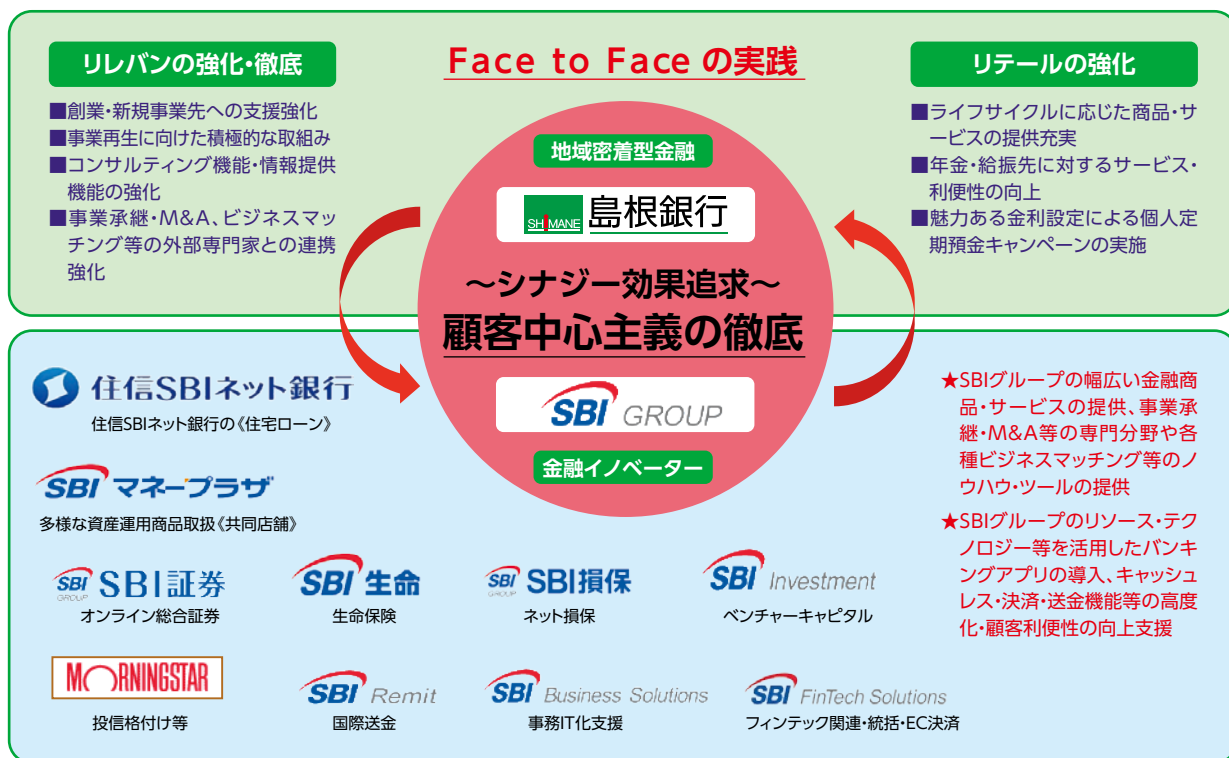 リレバンの強化・徹底
■創業・新規事業先への支援強化
■事業再生に向けた積極的な取組み
■コンサルティング機能・情報提供
機能の強化
■事業承継・M&A、ビジネスマッ
チング等の外部専門家との連携
強化
Face to Face の実践
地域密着型金融
SHIMANE 島根銀行
～シナジー効果追求～
顧客中心主義の徹底
SBI GROUP
金融イノベーター
リテールの強化
■ライフサイクルに応じた商品・サ
ービスの提供充実
■年金・給振先に対するサービス・
利便性の向上
■魅力ある金利設定による個人定
期預金キャンペーンの実施
住信SBIネット銀行
住信SBIネット銀行の《住宅ローン》
SBI マネープラザ
多様な資産運用商品取扱《共同店舗》
SBI GROUP SBI証券
オンライン総合証券
SBI 生命
生命保険
SBI GROUP SBI損保
ネット損保
SBI Investment
ベンチャーキャピタル
MORNINGSTAR
投信格付け等
SBI Remit
国際送金
SBI Business Solutions
事務IT化支援
SBI FinTech Solutions
フィンテック関連・統括・EC決済
★SBIグループの幅広い金融商
品・サービスの提供、事業承
継・M&A等の専門分野や各
種ビジネスマッチング等のノ
ウハウ・ツールの提供
★SBIグループのリソース・テク
ノロジー等を活用したバンキ
ングアプリの導入、キャッシュ
レス・決済・送金機能等の高度
化・顧客利便性の向上支援